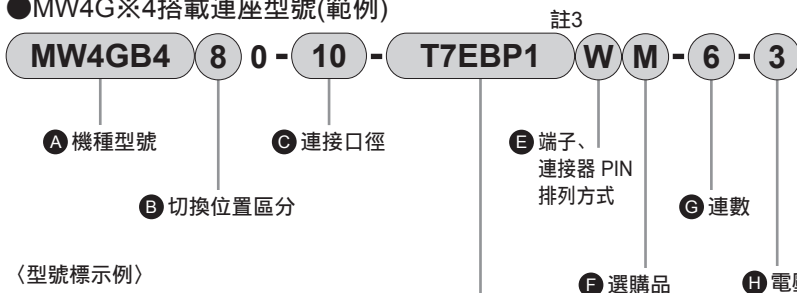 ●MW4G※4搭載連座型號(範例)
註3
MW4GB4 8 0 - 10 - T7EBP1 W M - 6 - 3
A 機種型號
C 連接口徑
E 端子、
連接器 PIN
排列方式
B 切換位置區分
G 連數
〈型號標示例〉
F 選購品
H 電壓